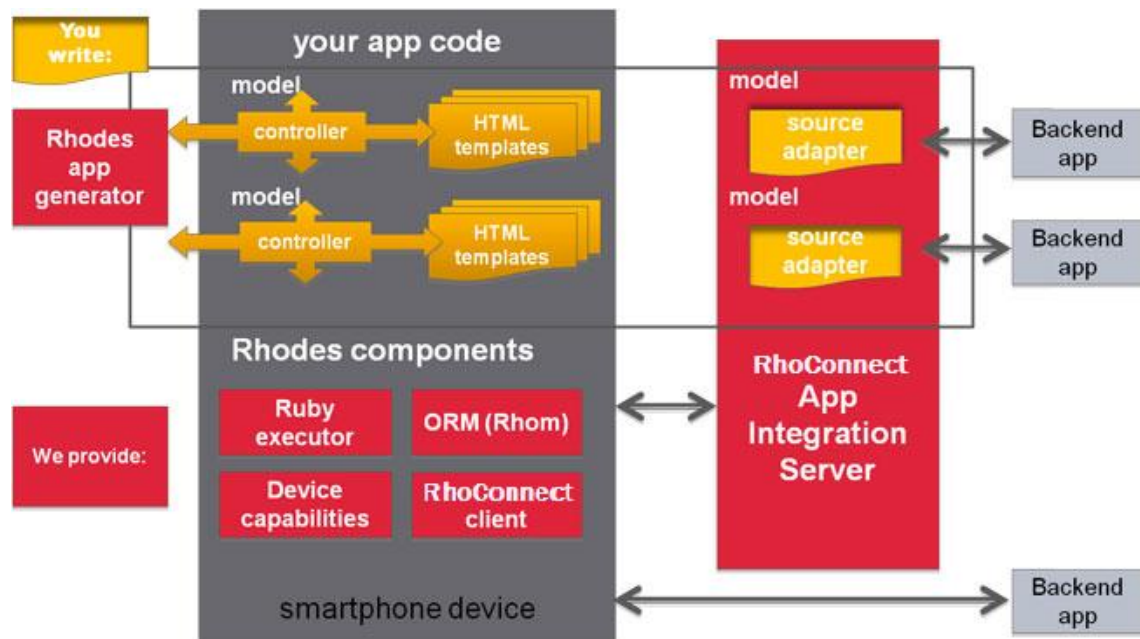 You
write:
your app code
model
controller
HTML
templates
model
controller
HTML
templates
Rhodes
app
generator
model
source
adapter
model
source
adapter
Backend
app
Backend
app
Rhodes components
Ruby
executor
ORM (Rhom)
Device
capabilities
RhoConnect
client
We provide:
RhoConnect
App
Integration
Server
smartphone device
Backend
app